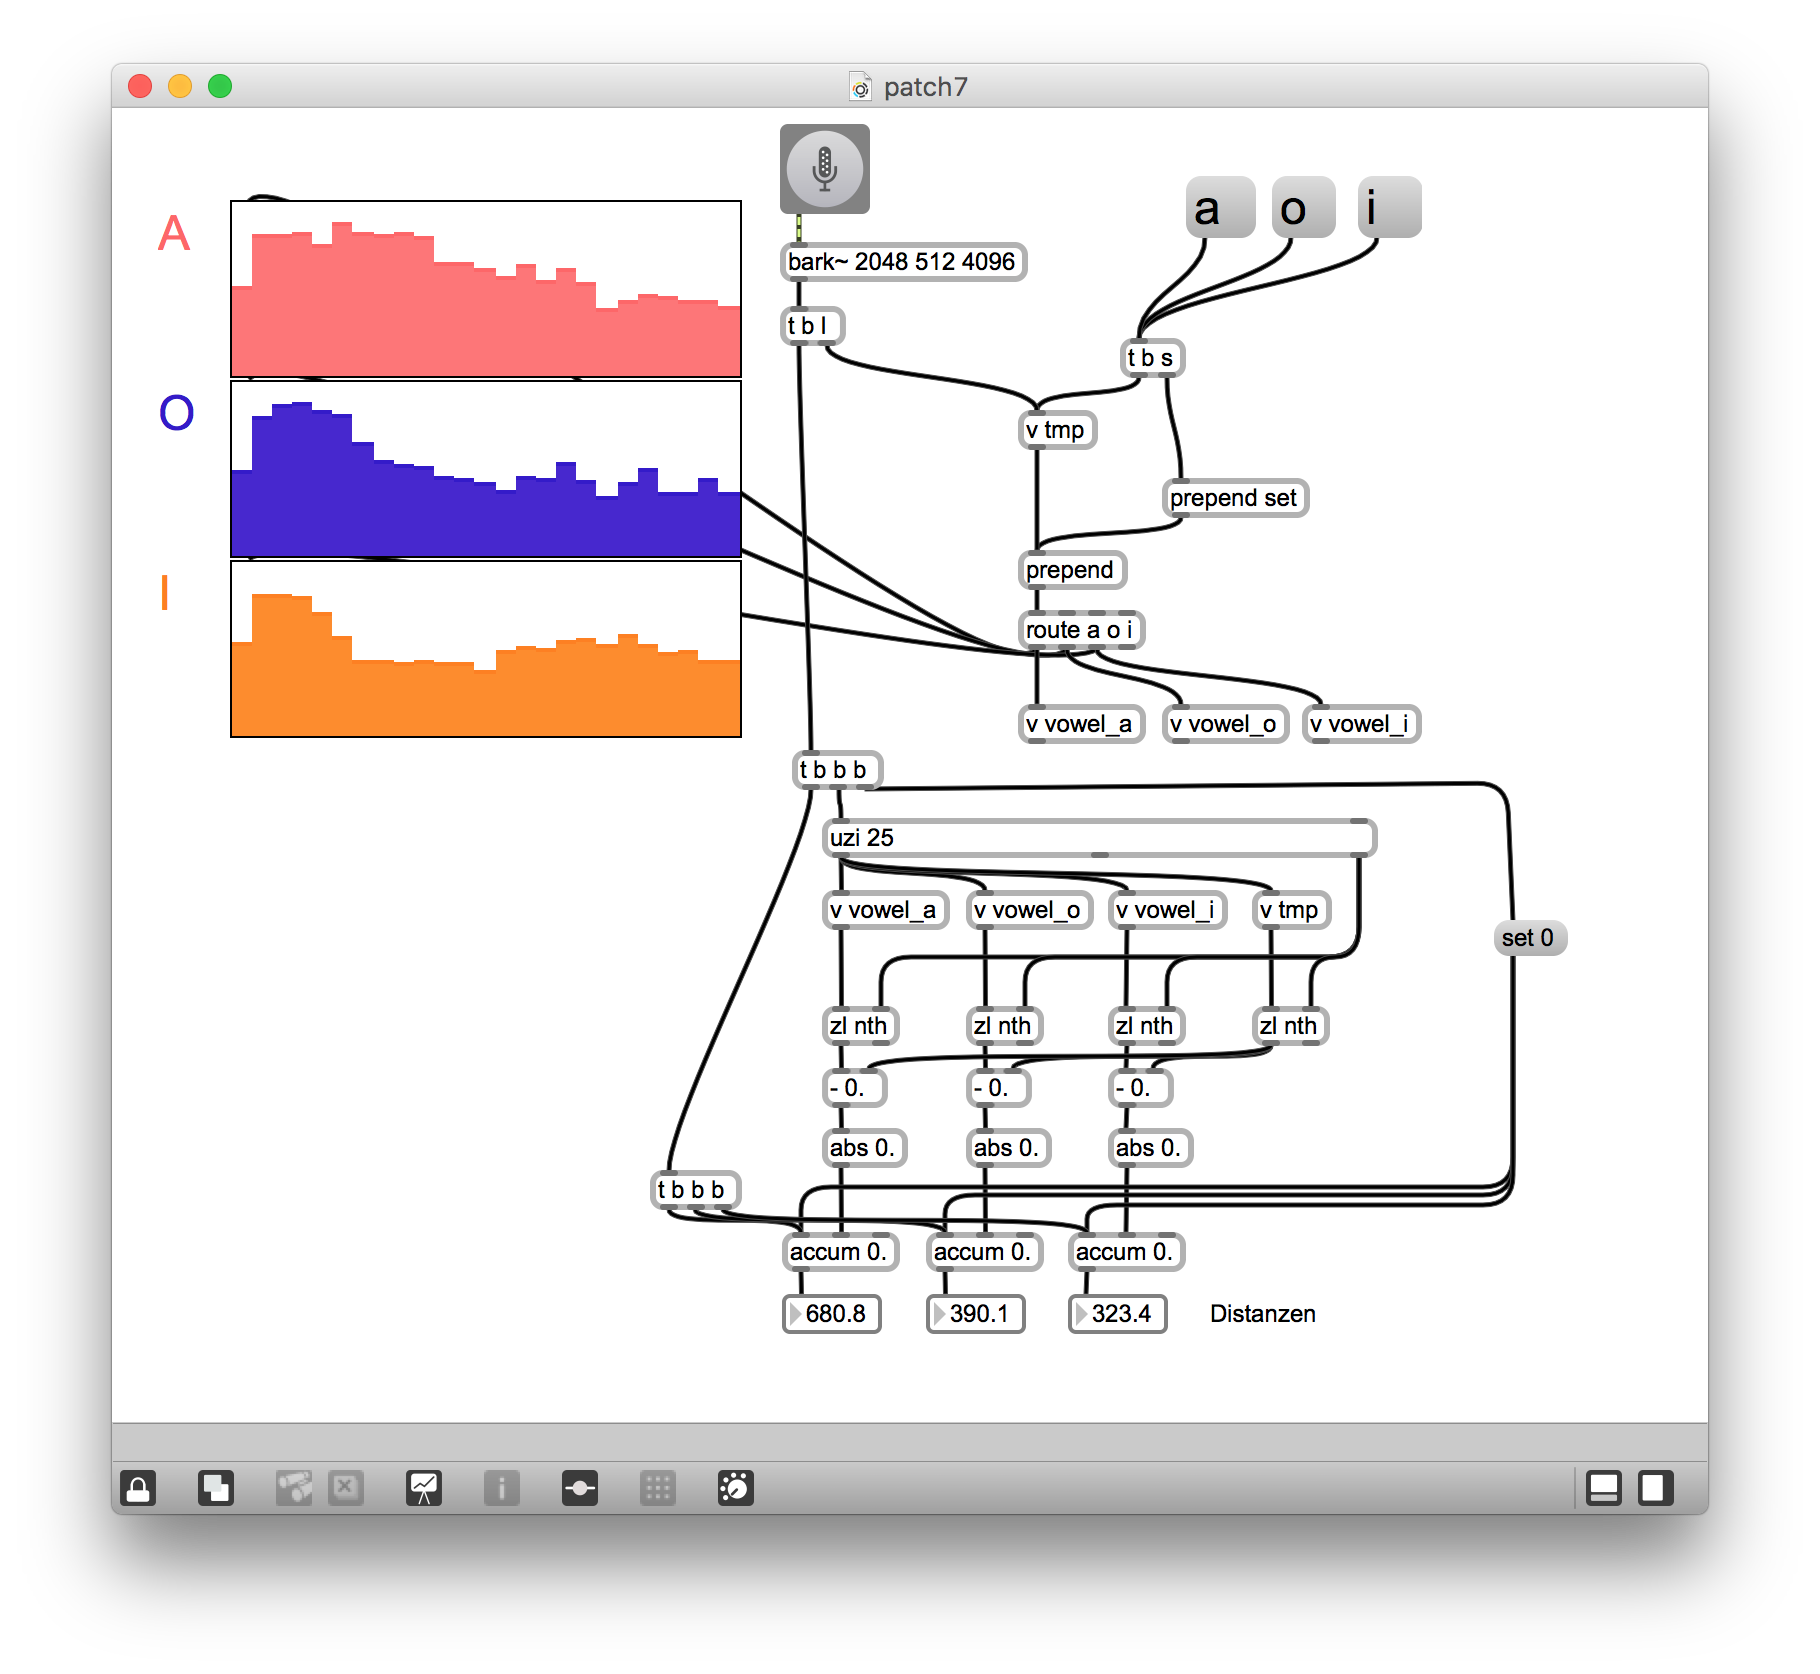 patch7
A
O
I
a
o
i
bark~ 2048 512 4096
t b l
t b s
v tmp
prepend set
prepend
route a o i
v vowel_a
v vowel_o
v vowel_i
t b b b
uzi 25
v vowel_a
v vowel_o
v vowel_i
v tmp
set 0
zl nth
zl nth
zl nth
zl nth
- 0.
- 0.
- 0.
abs 0.
abs 0.
abs 0.
t b b b
accum 0.
accum 0.
accum 0.
680.8
390.1
323.4
Distanzen